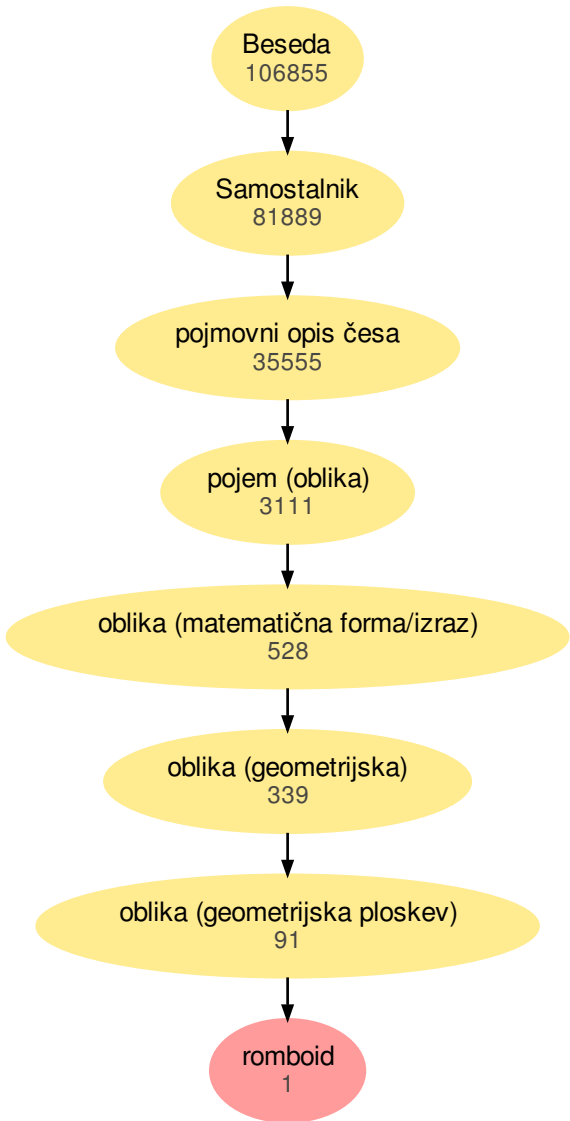 Beseda
106855
Samostalnik
81889
pojmovni opis česa
35555
pojem (oblika)
3111
oblika (matematična forma/izraz)
528
oblika (geometrijska)
339
oblika (geometrijska ploskev)
91
romboid
1